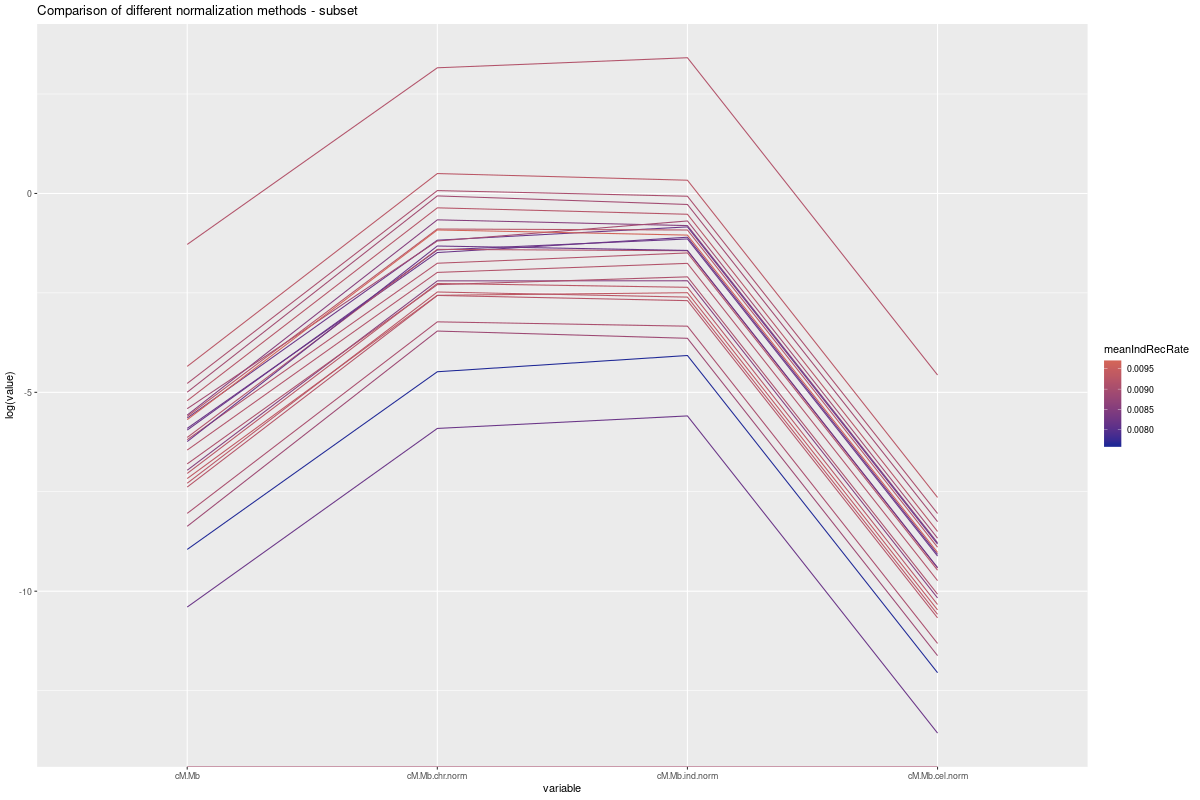 Comparison of different normalization methods - subset
log(value)
0
-5
-10
cM.Mb
cM.Mb.chr.norm
cM.Mb.ind.norm
cM.Mb.cel.norm
variable
meanIndRecRate
0.0095
0.0090
0.0085
0.0080